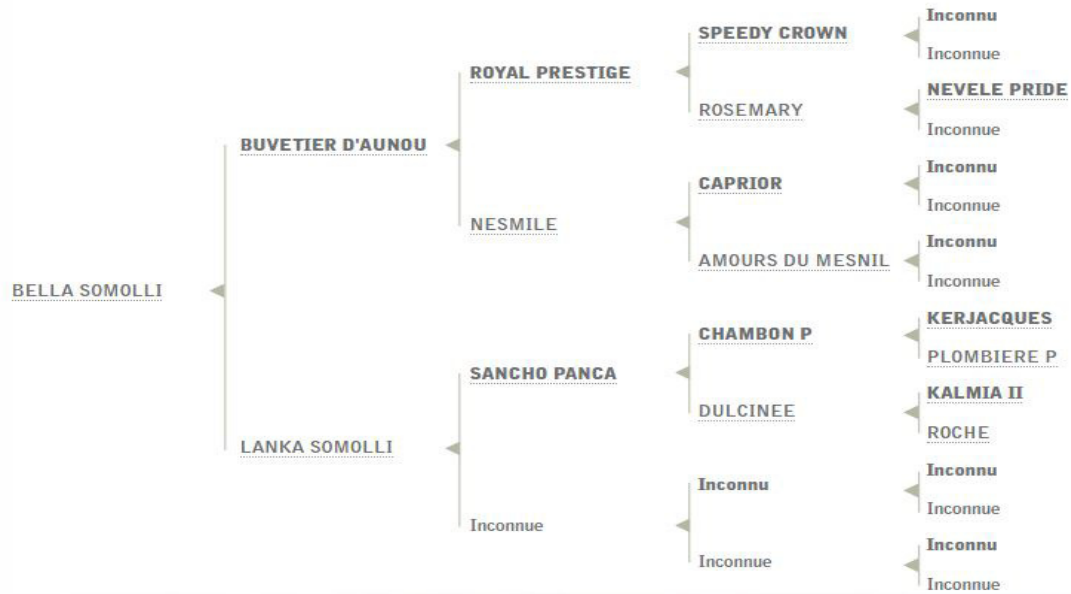 Inconnu
SPEEDY CROWN
Inconnue
ROYAL PRESTIGE
NEVELE PRIDE
ROSEMARY
Inconnue
BUVETIER D'AUNOU
Inconnu
CAPRIOR
Inconnue
NESMILE
Inconnu
AMOURS DU MESNIL
Inconnue
BELLA SOMOLLI
KERJACQUES
CHAMBON P
PLOMBIERE P
SANCHO PANCA
KALMIA II
DULCINEE
ROCHE
LANKA SOMOLLI
Inconnu
Inconnu
Inconnue
Inconnue
Inconnu
Inconnue
Inconnue